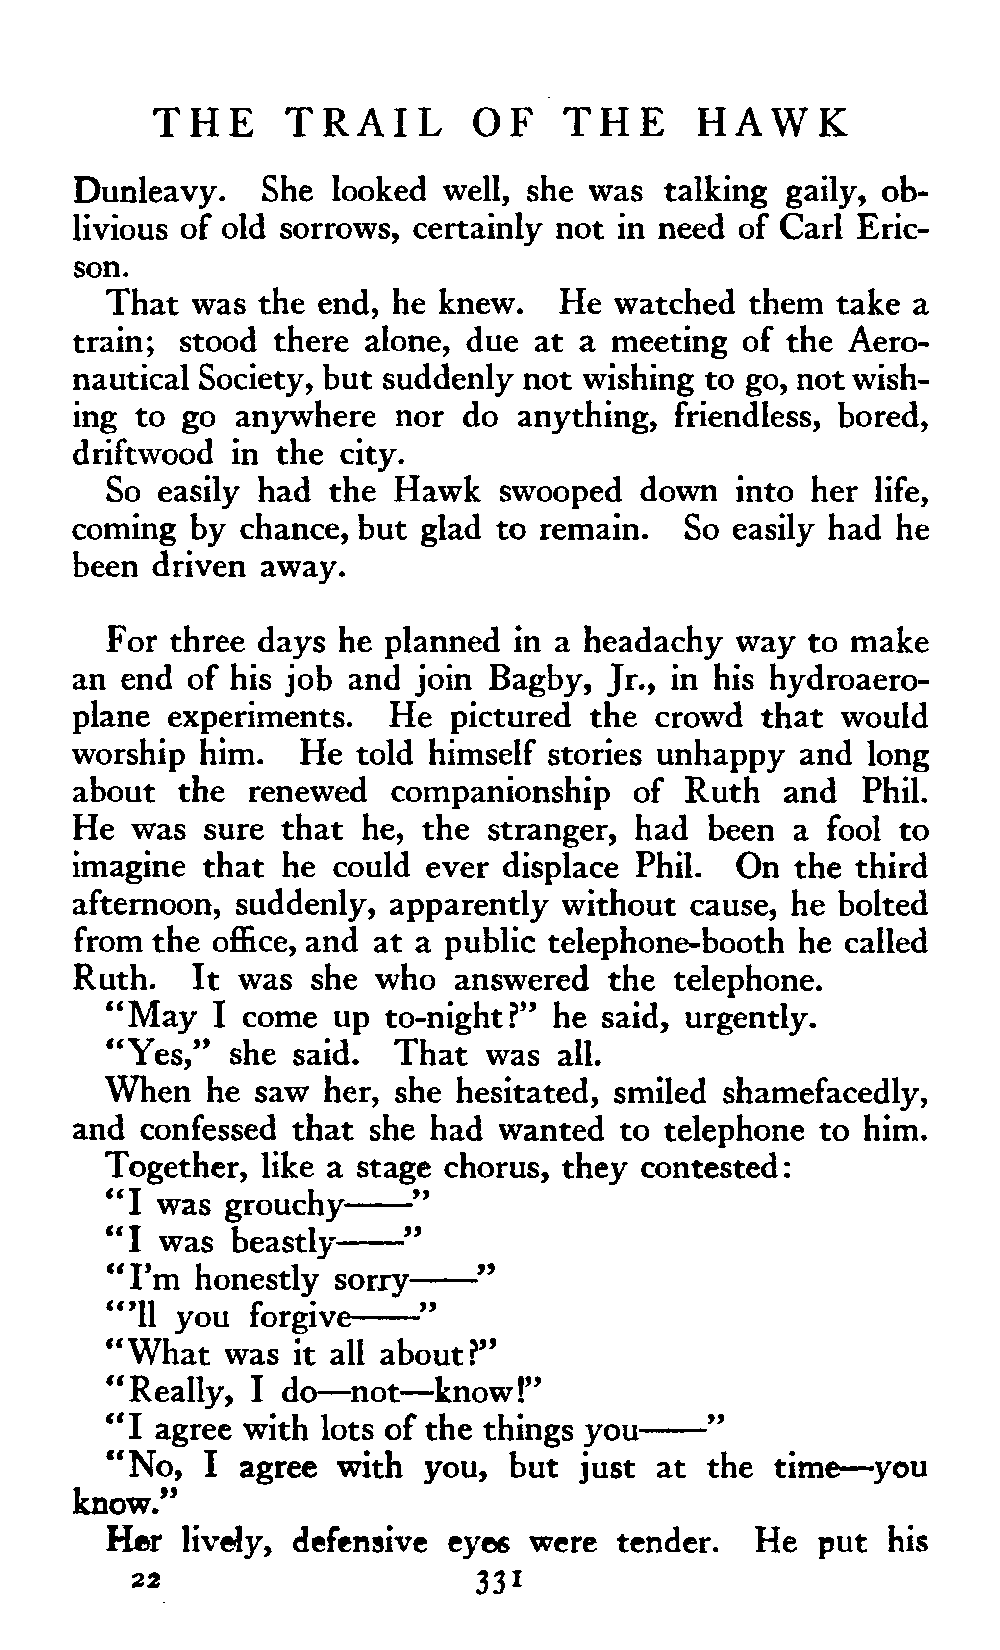 THE TRAIL OF THE HAWK
Dunleavy. She looked well, she was talking gaily, ob-
livious of old sorrows, certainly not in need of Carl Eric-
son.
That was the end, he knew. He watched them take a
train; stood there alone, due at a meeting of the Aero-
nautical Society, but suddenly not wishing to go, not wish-
ing to go anywhere nor do anything, friendless, bored,
driftwood in the city.
So easily had the Hawk swooped down into her life,
coming by chance, but glad to remain. So easily had he
been driven away.
For three days he planned in a headachy way to make
an end of his job and join Bagby, Jr., in his hydroaero-
plane experiments. He pictured the crowd that would
worship him. He told himself stories unhappy and long
about the renewed companionship of Ruth and Phil.
He was sure that he, the stranger, had been a fool to
imagine that he could ever displace Phil. On the third
afternoon, suddenly, apparently without cause, he bolted
from the office, and at a public telephone-booth he called
Ruth. It was she who answered the telephone.
“May I come up to-night?” he said, urgently.
“Yes,” she said. That was all.
When he saw her, she hesitated, smiled shamefacedly,
and confessed that she had wanted to telephone to him.
Together, like a stage chorus, they contested:
“I was grouchy——”
“I was beastly——”
“I’m honestly sorry——”
“’ll you forgive——”
“What was it all about?”
“Really, I do—not—know!”
“I agree with lots of the things you——”
“No, I agree with you, but just at the time—you
know.”
Her lively, defensive eyes were tender. He put his
22 331